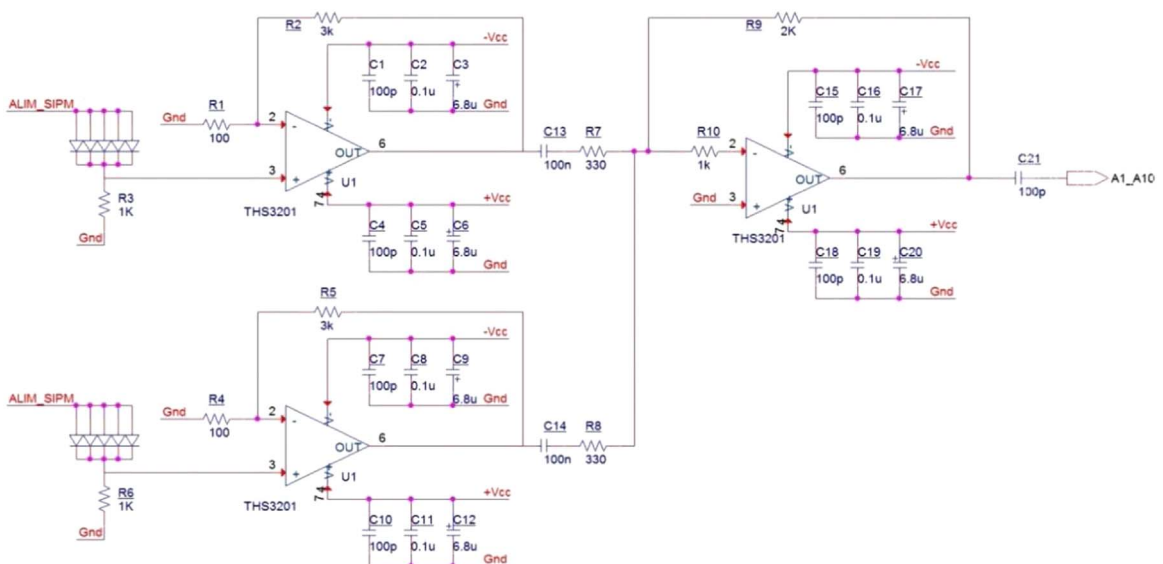 R2
3k
-Vcc
C1
C2
C3
100p
0.1u
6.8u
Gnd
ALIM_SIPM
Gnd
R1
100
2
-
V-
OUT
6
3
+
V+
U1
7
4
THS3201
R3
1K
Gnd
+Vcc
C4
C5
C6
100p
0.1u
6.8u
Gnd
C13
100n
R7
330
R9
2K
-Vcc
C15
C16
C17
100p
0.1u
6.8u
Gnd
R10
1k
2
-
V-
OUT
6
Gnd
3
+
V+
U1
7
4
THS3201
+Vcc
C18
C19
C20
100p
0.1u
6.8u
Gnd
C21
100p
A1_A10
R5
3k
-Vcc
C7
C8
C9
100p
0.1u
6.8u
Gnd
ALIM_SIPM
Gnd
R4
100
2
-
V-
OUT
6
3
+
V+
U1
7
4
THS3201
R6
1K
Gnd
C14
100n
R8
330
+Vcc
C10
C11
C12
100p
0.1u
6.8u
Gnd